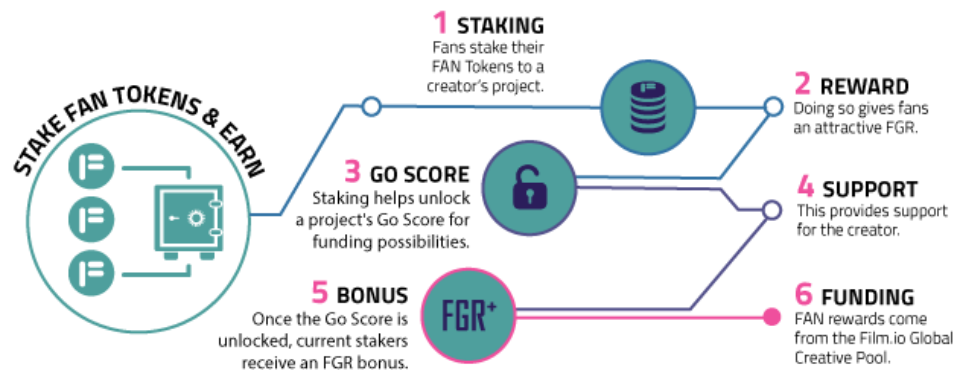 STAKE FAN TOKENS & EARN
1 STAKING
Fans stake their
FAN Tokens to a
creator's project.
2 REWARD
Doing so gives fans
an attractive FGR.
3 GO SCORE
Staking helps unlock
a project's Go Score for
funding possibilities.
4 SUPPORT
This provides support
for the creator.
5 BONUS
Once the Go Score is
unlocked, current stakers
receive an FGR bonus.
FGR+
6 FUNDING
FAN rewards come
from the Film.io Global
Creative Pool.